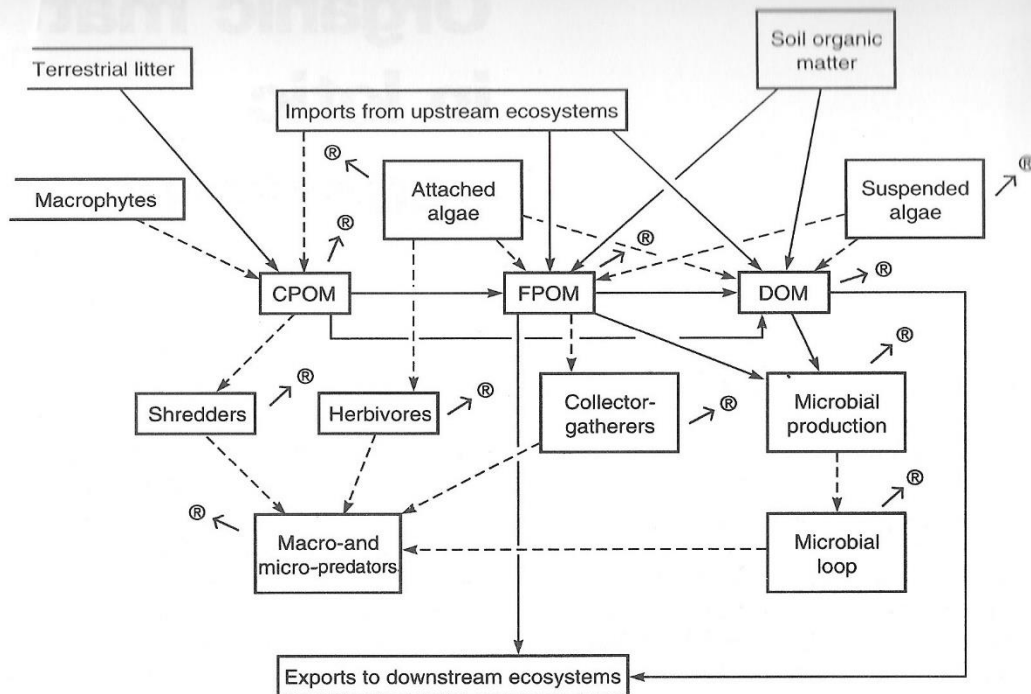 Soil organic
matter
Terrestrial litter
Imports from upstream ecosystems
®
Attached
algae
Suspended
algae
®
Macrophytes
®
®
®
CPOM
FPOM
DOM
®
®
®
®
Shredders
Herbivores
Collector-
gatherers
Microbial
production
®
®
Macro-and
micro-predators
Microbial
loop
Exports to downstream ecosystems